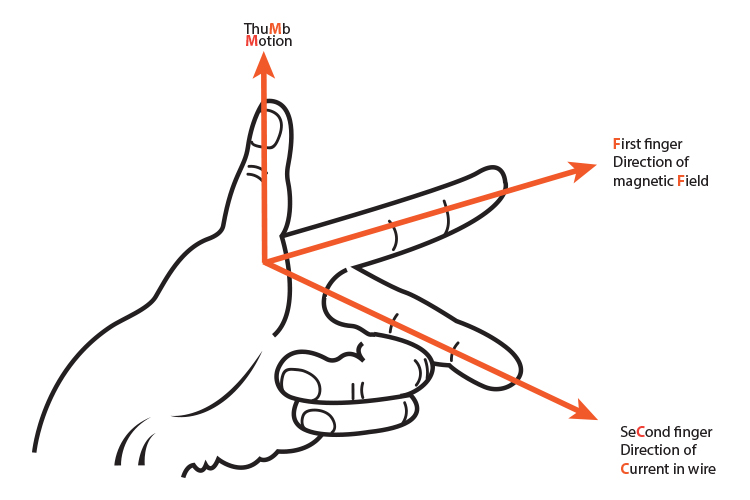 ThuMb
Motion
First finger
Direction of
magnetic Field
SeCond finger
Direction of
Current in wire